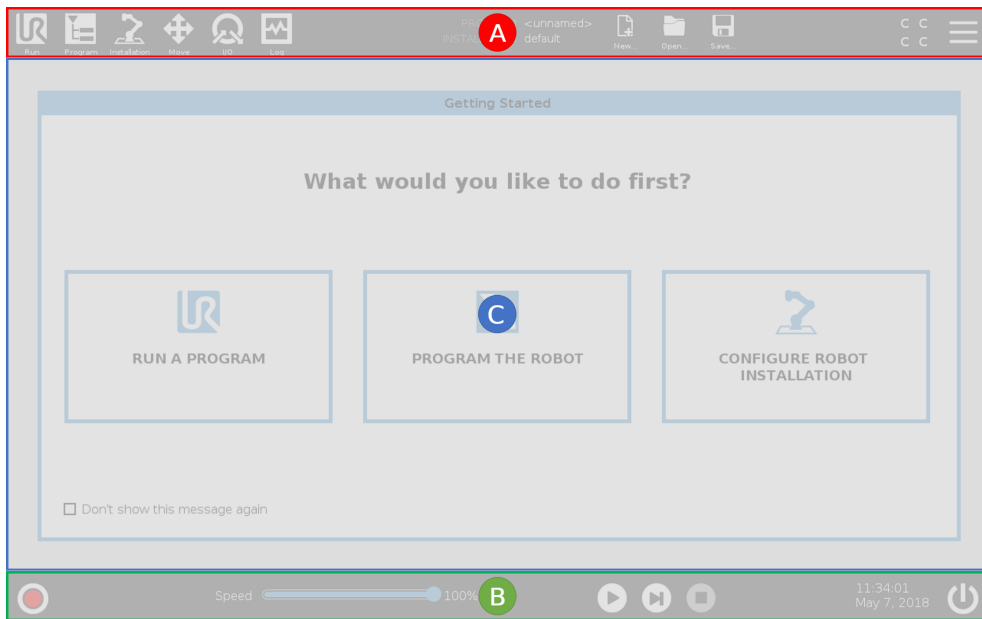 Run Program Installation Move I/O Log
A
<unnamed>
default
New... Open... Save...
C C
C C
Getting Started
What would you like to do first?
C
RUN A PROGRAM
PROGRAM THE ROBOT
CONFIGURE ROBOT
INSTALLATION
Don't show this message again
Speed
100%
B
11:34:01
May 7, 2018